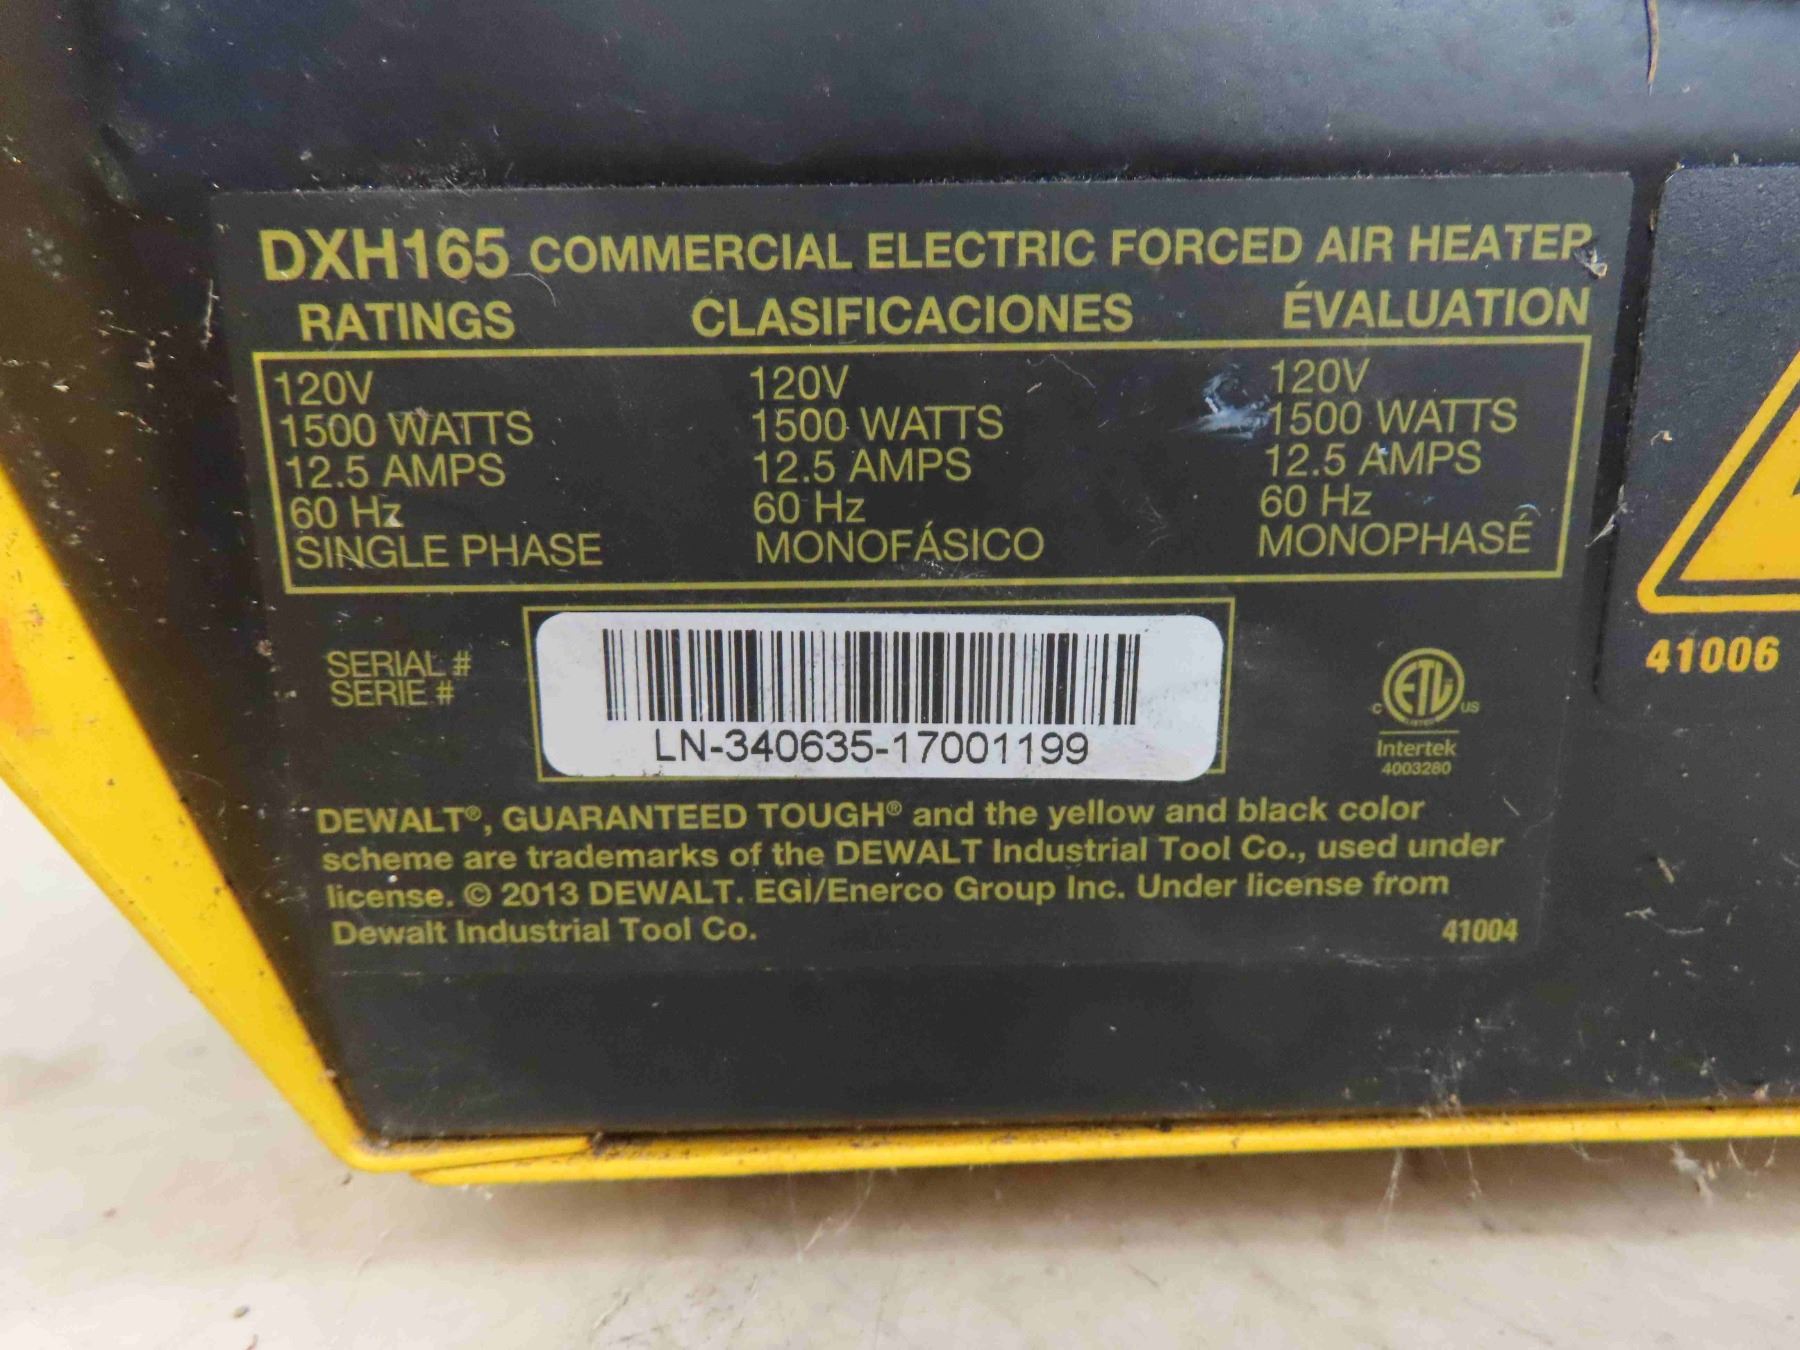 DXH165 COMMERCIAL ELECTRIC FORCED AIR HEATER
RATINGS CLASIFICACIONES ÉVALUATION
120V 120V 120V
1500 WATTS 1500 WATTS 1500 WATTS
12.5 AMPS 12.5 AMPS 12.5 AMPS
60 Hz 60 Hz 60 Hz
SINGLE PHASE MONOFÁSICO MONOPHASÉ
SERIAL #
SERIE #
LN-340635-17001199
ETL
LISTED
C US
Intertek
4003280
41006
DEWALT®, GUARANTEED TOUGH® and the yellow and black color
scheme are trademarks of the DEWALT Industrial Tool Co., used under
license. © 2013 DEWALT. EGI/Enerco Group Inc. Under license from
Dewalt Industrial Tool Co. 41004